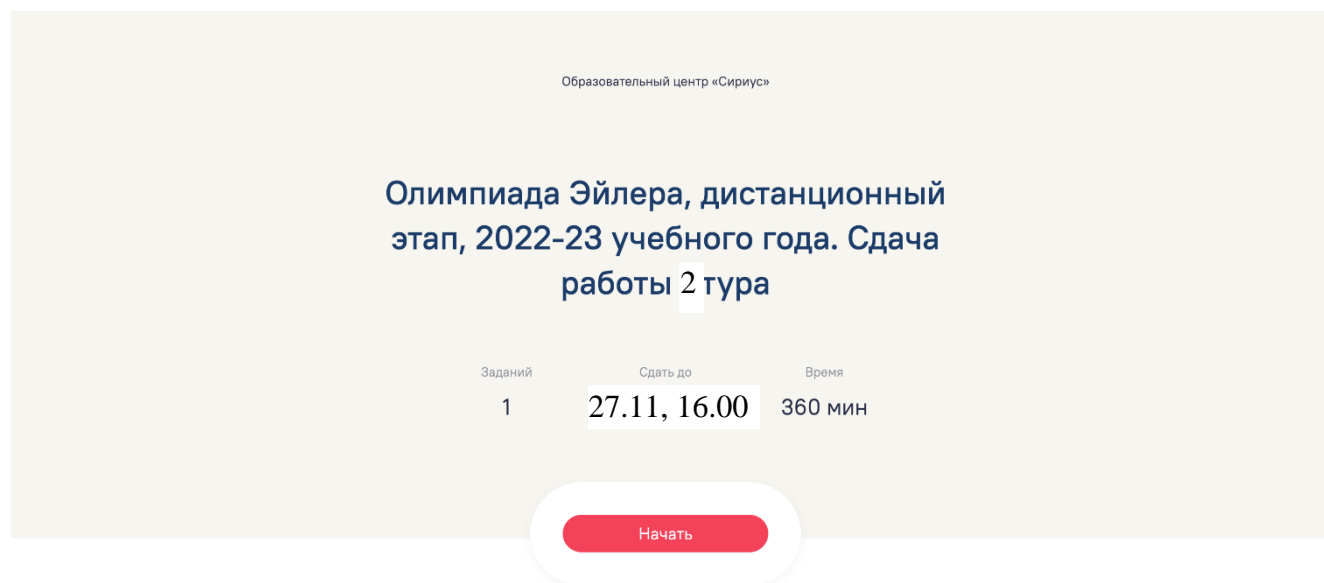 Образовательный центр «Сириус»
Олимпиада Эйлера, дистанционный
этап, 2022-23 учебного года. Сдача
работы 2 тура
Заданий Сдать до Время
1 27.11, 16.00 360 мин
Начать